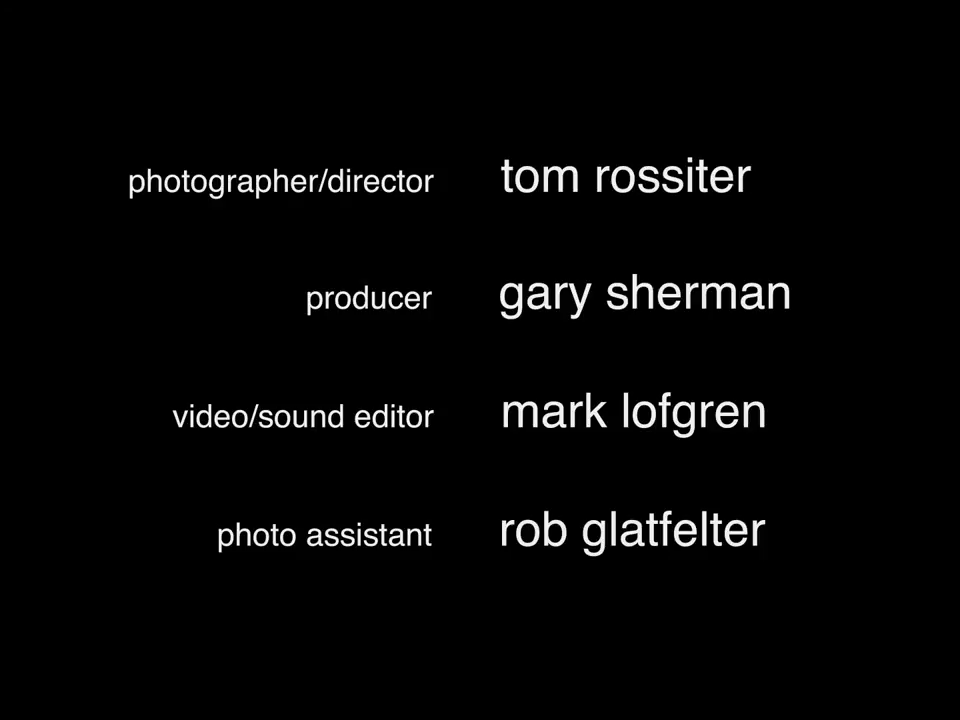 photographer/director tom rossiter
producer gary sherman
video/sound editor mark lofgren
photo assistant rob glatfelter